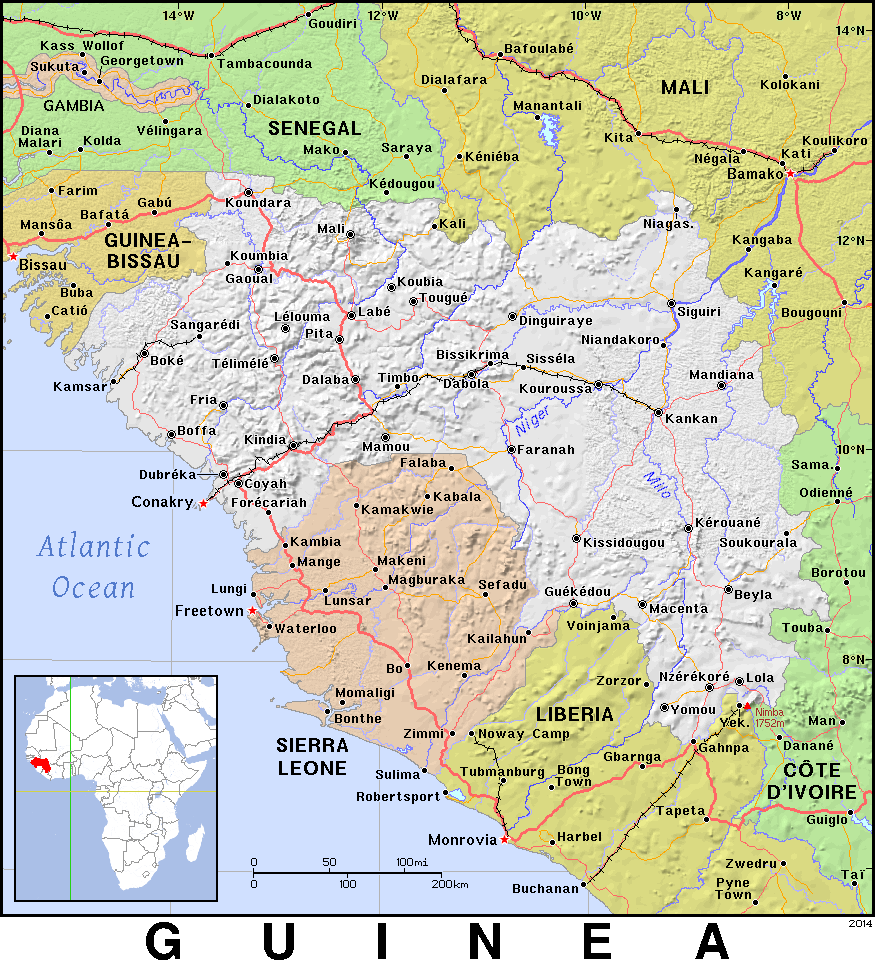 14°W
12°W
10°W
8°W
14°N
Goudiri
Kass Wollof
Georgetown
Sukuta
Tambacounda
Bafoulabé
Dialafara
MALI
Kolokani
GAMBIA
Dialakoto
Manantali
Vélingara
SENEGAL
Diana
Malari
Kolda
Mako
Saraya
Kéniéba
Kita
Négala
Kati
Koulikoro
Bamako
Farim
Kédougou
Koundara
Gabú
Bafatá
Mansôa
Mali
Kali
Niagas.
Kangaba
12°N
GUINEA-
BISSAU
Bissau
Koumbia
Gaoual
Kangaré
Buba
Catió
Koubia
Tougué
Labé
Siguiri
Bougouni
Sangarédi
Lélouma
Pita
Dinguiraye
Niandakoro
Boké
Télimélé
Bissikrima
Sisséla
Kamsar
Dalaba
Timbo
Dabola
Kouroussa
Mandiana
Fria
Niger
Kankan
Boffa
Kindia
Mamou
Faranah
10°N
Falaba
Sama.
Dubréka
Coyah
Milo
Odienné
Conakry
Forécariah
Kabala
Kamakwie
Kérouané
Soukourala
Atlantic
Ocean
Kambia
Kissidougou
Mange
Makeni
Magburaka
Sefadu
Borotou
Lungi
Lunsar
Guékédou
Beyla
Freetown
Macenta
Waterloo
Kailahun
Voinjama
Touba
Bo
Kenema
8°N
Zorzor
Nzérékoré
Lola
Momaligi
Bonthe
LIBERIA
Yomou
Nimba
1752m
Yek.
Man
Zimmi
Noway Camp
Gahnpa
Danané
SIERRA
LEONE
Gbarnga
CÔTE
D'IVOIRE
Sulima
Tubmanburg
Bong
Town
Robertsport
Tapeta
Guiglo
Monrovia
Harbel
0
50
100mi
0
100
200km
Zwedru
Buchanan
Pyne
Town
Taï
2014
GUINEA